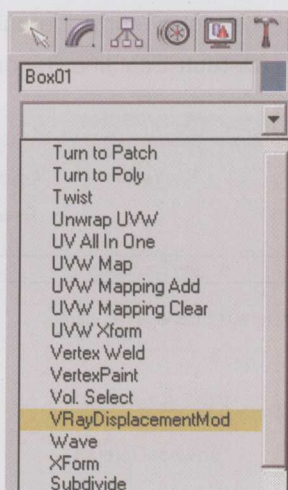 Box01
Turn to Patch
Turn to Poly
Twist
Unwrap UVW
UV All In One
UVW Map
UVW Mapping Add
UVW Mapping Clear
UVW Xform
Vertex Weld
VertexPaint
Vol. Select
VRayDisplacementMod
Wave
XForm
Subdivide